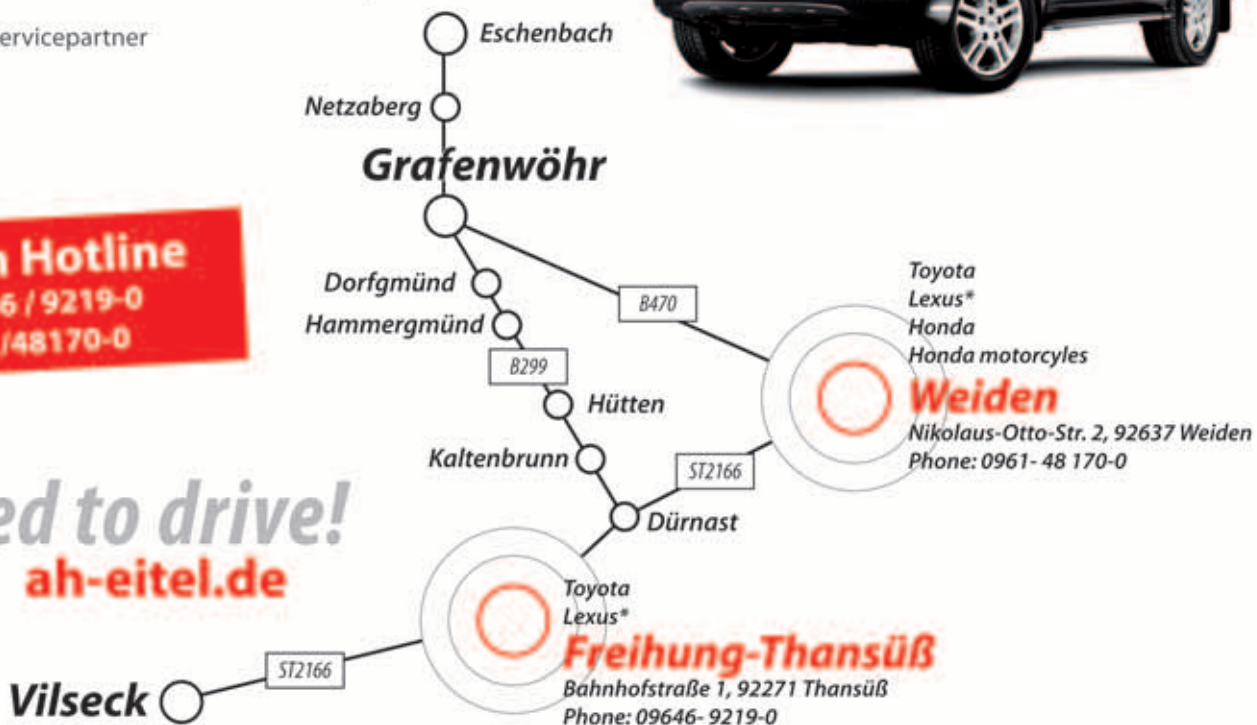 Eschenbach
Netzaberg
Grafenwöhr
Hotline
6 / 9219-0
/48170-0
Dorfgmünd
Hammergmünd
B299
B470
Hütten
Kaltenbrunn
ST2166
Dürnast
Toyota
Lexus*
Honda
Honda motorcyles
Weiden
Nikolaus-Otto-Str. 2, 92637 Weiden
Phone: 0961- 48 170-0
to drive!
ah-eitel.de
Toyota
Lexus*
Freihung-Thansüß
Bahnhofstraße 1, 92271 Thansüß
Phone: 09646- 9219-0
ST2166
Vilseck